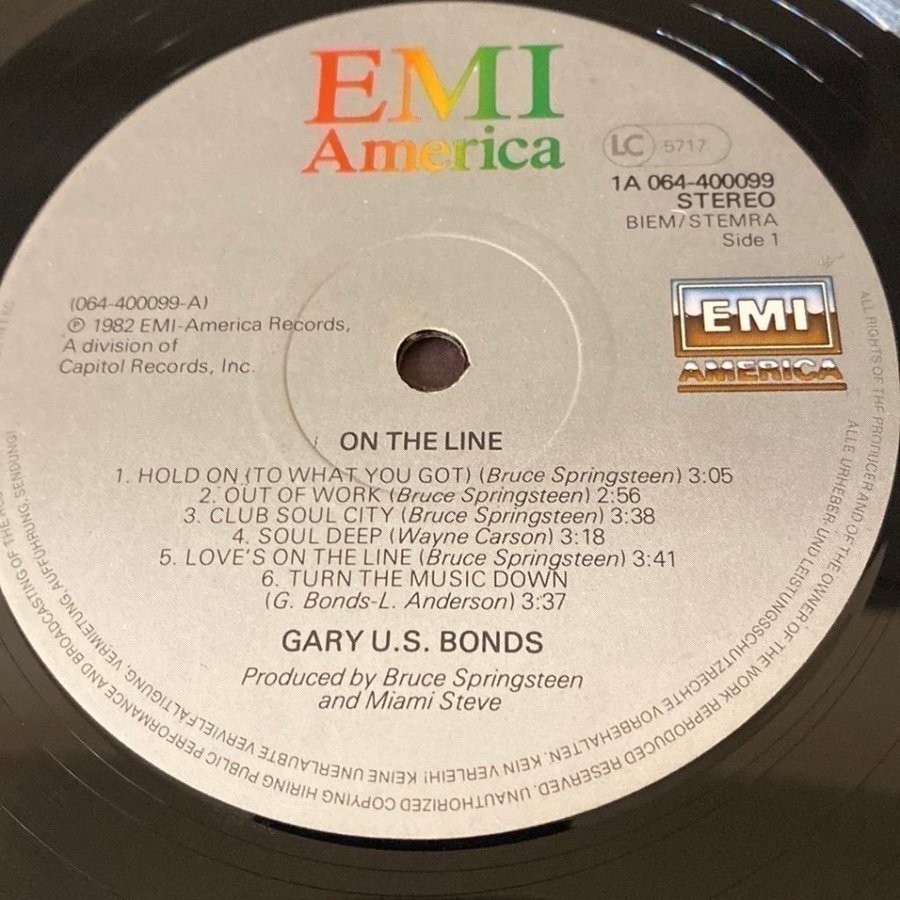 EMI
America
LC 5717
1A 064-400099
STEREO
BIEM/STEMRA
Side 1
(064-400099-A)
℗ 1982 EMI-America Records,
A division of
Capitol Records, Inc.
EMI
AMERICA
ON THE LINE
1. HOLD ON (TO WHAT YOU GOT) (Bruce Springsteen) 3:05
2. OUT OF WORK (Bruce Springsteen) 2:56
3. CLUB SOUL CITY (Bruce Springsteen) 3:38
4. SOUL DEEP (Wayne Carson) 3:18
5. LOVE'S ON THE LINE (Bruce Springsteen) 3:41
6. TURN THE MUSIC DOWN
(G. Bonds-L. Anderson) 3:37
GARY U.S. BONDS
Produced by Bruce Springsteen
and Miami Steve
ALL RIGHTS OF THE PRODUCER AND OF THE OWNER OF THE WORK REPRODUCED RESERVED. UNAUTHORIZED COPYING HIRING PUBLIC PERFORMANCE AND BROADCASTING OF THE
ALLE URHEBER- UND LEISTUNGSSCHUTZRECHTE VORBEHALTEN. KEIN VERLEIH! KEINE UNERLAUBTE VERVIELFÄLTIGUNG, VERMIETUNG, AUFFÜHRUNG, SENDUNG!